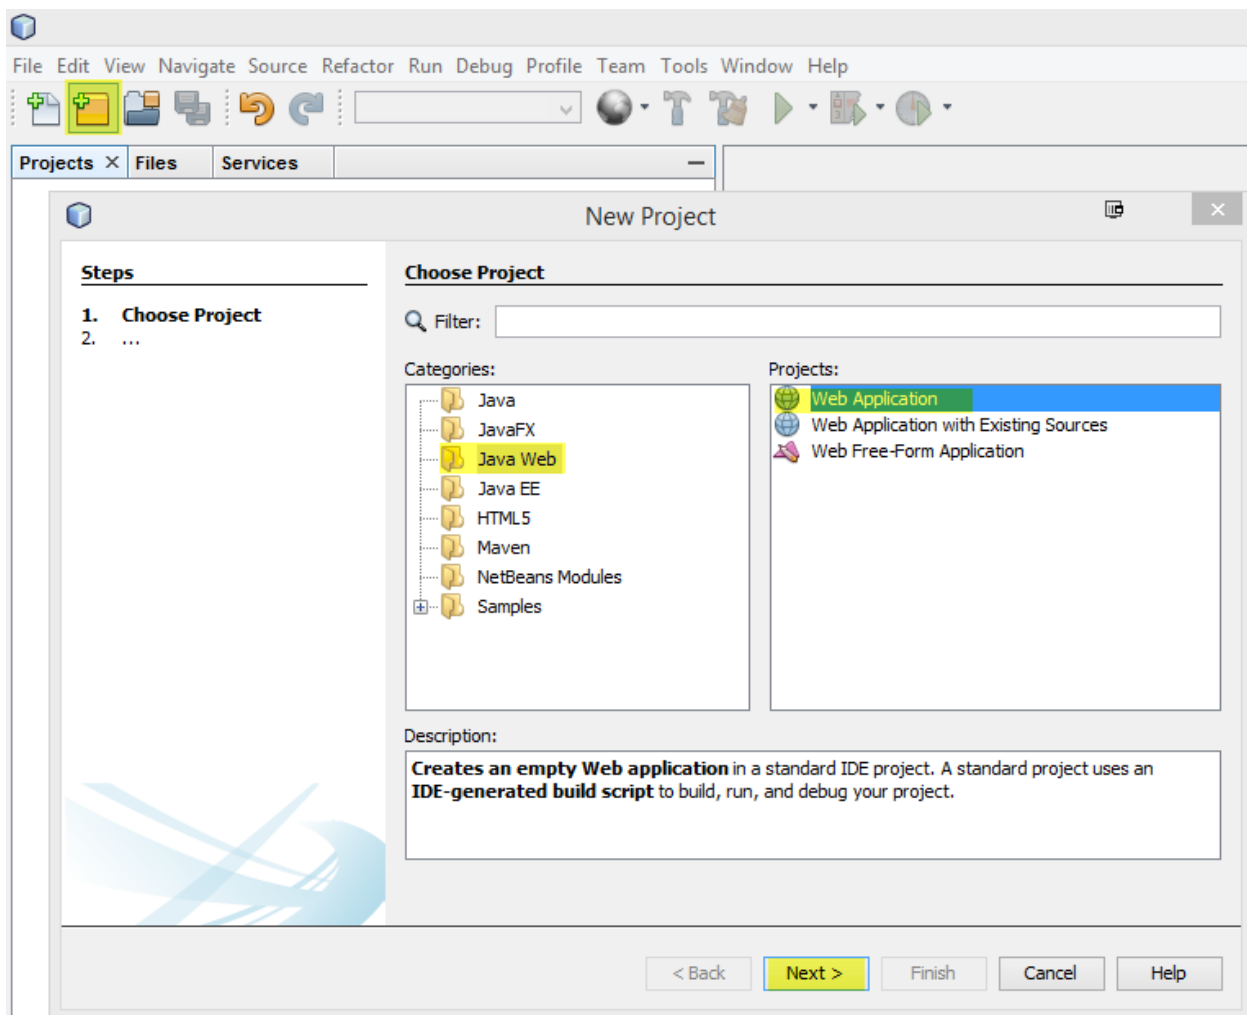 File Edit View Navigate Source Refactor Run Debug Profile Team Tools Window Help
Projects Files Services
New Project
Steps
1. Choose Project
2. ...
Choose Project
Filter:
Categories:
Java
JavaFX
Java Web
Java EE
HTML5
Maven
NetBeans Modules
Samples
Projects:
Web Application
Web Application with Existing Sources
Web Free-Form Application
Description:
Creates an empty Web application in a standard IDE project. A standard project uses an
IDE-generated build script to build, run, and debug your project.
< Back Next > Finish Cancel Help